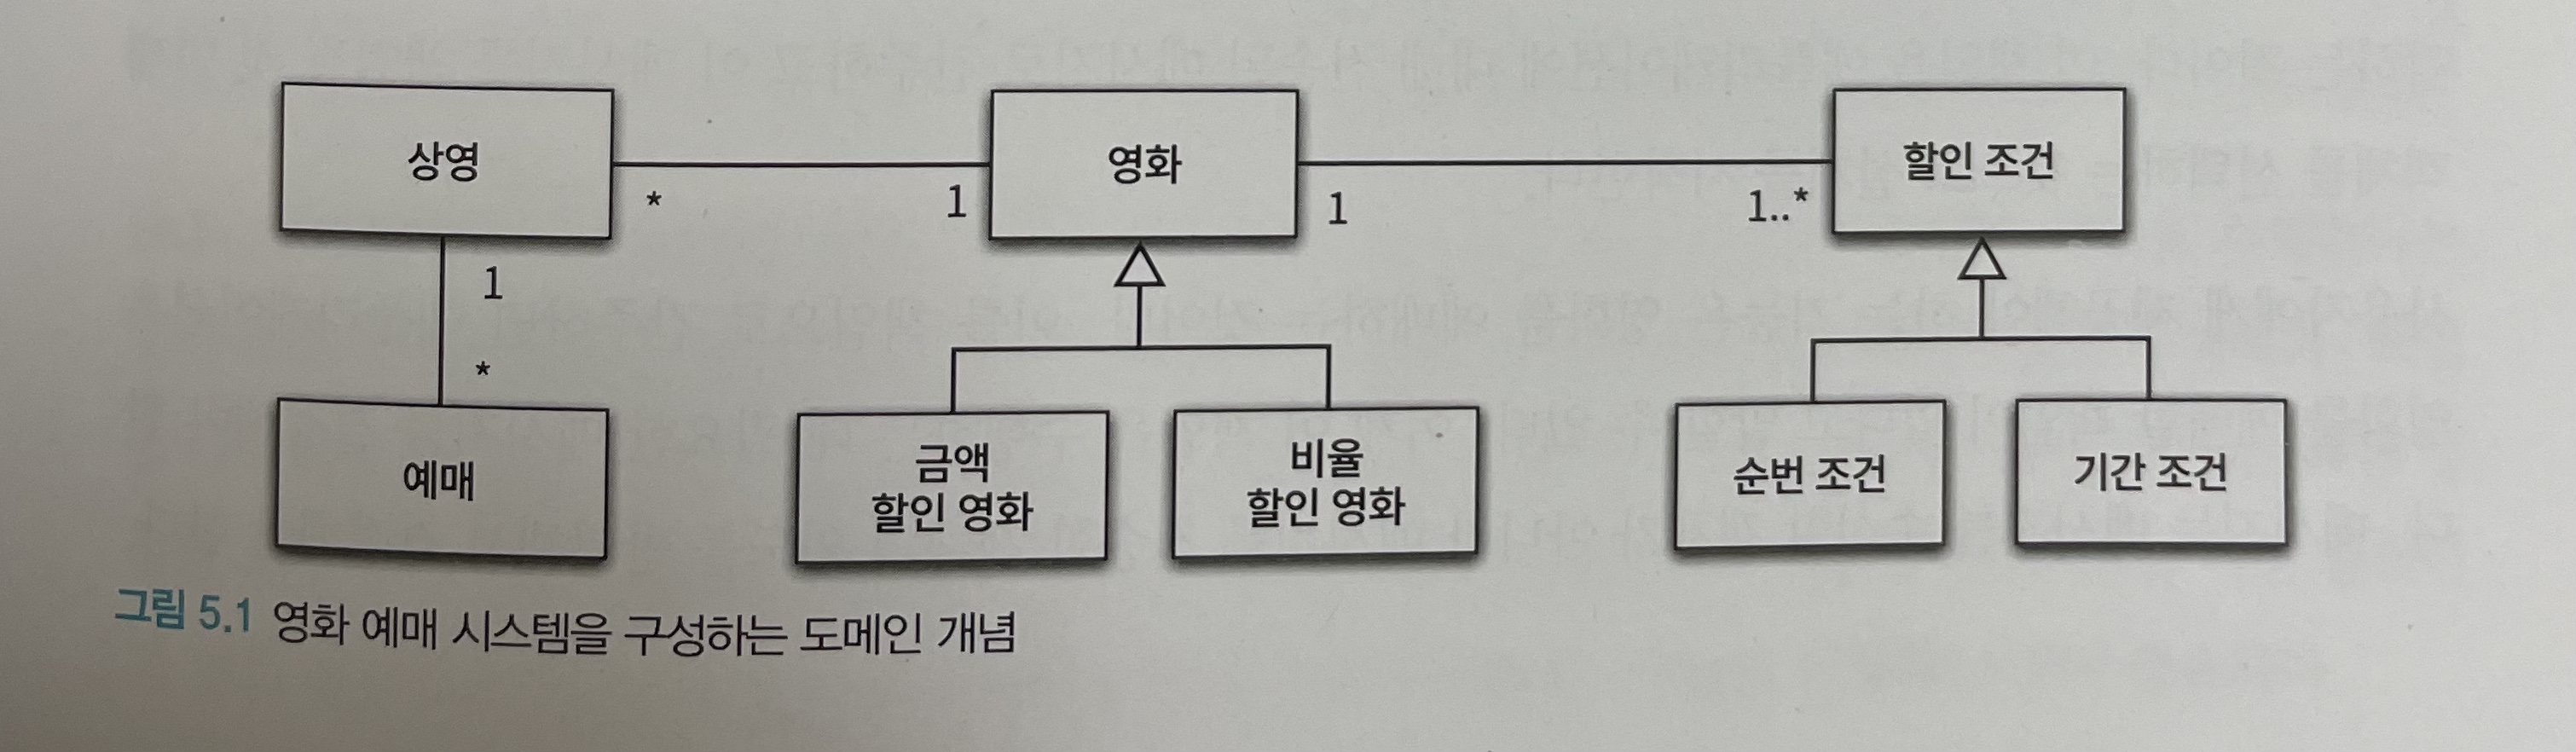 상영
영화
할인 조건
*
1
1
1..*
1
*
예매
금액
할인 영화
비율
할인 영화
순번 조건
기간 조건
그림 5.1 영화 예매 시스템을 구성하는 도메인 개념